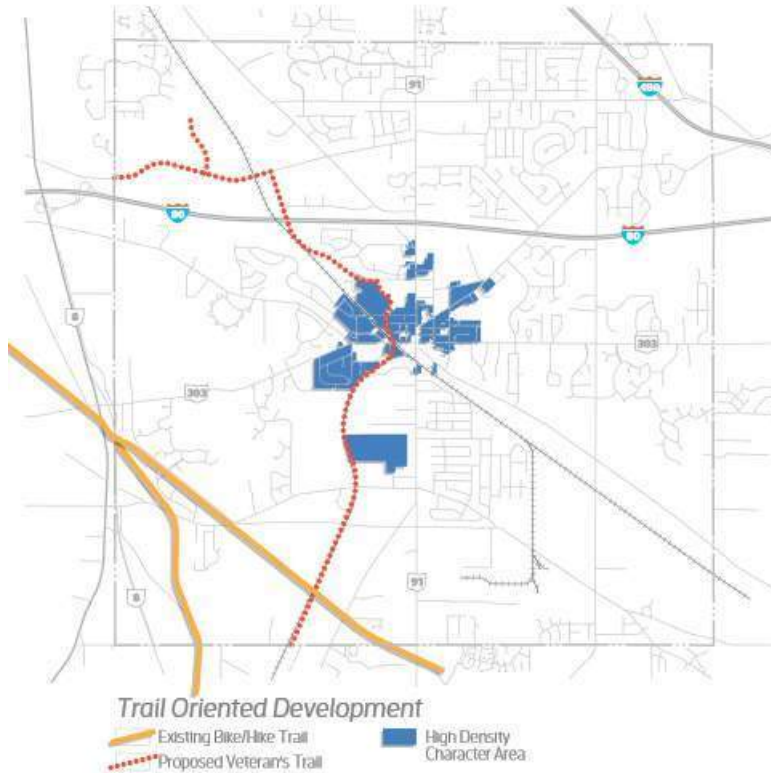 91
480
80
80
8
303
303
8
91
Trail Oriented Development
Existing Bike/Hike Trail
Proposed Veteran's Trail
High Density
Character Area